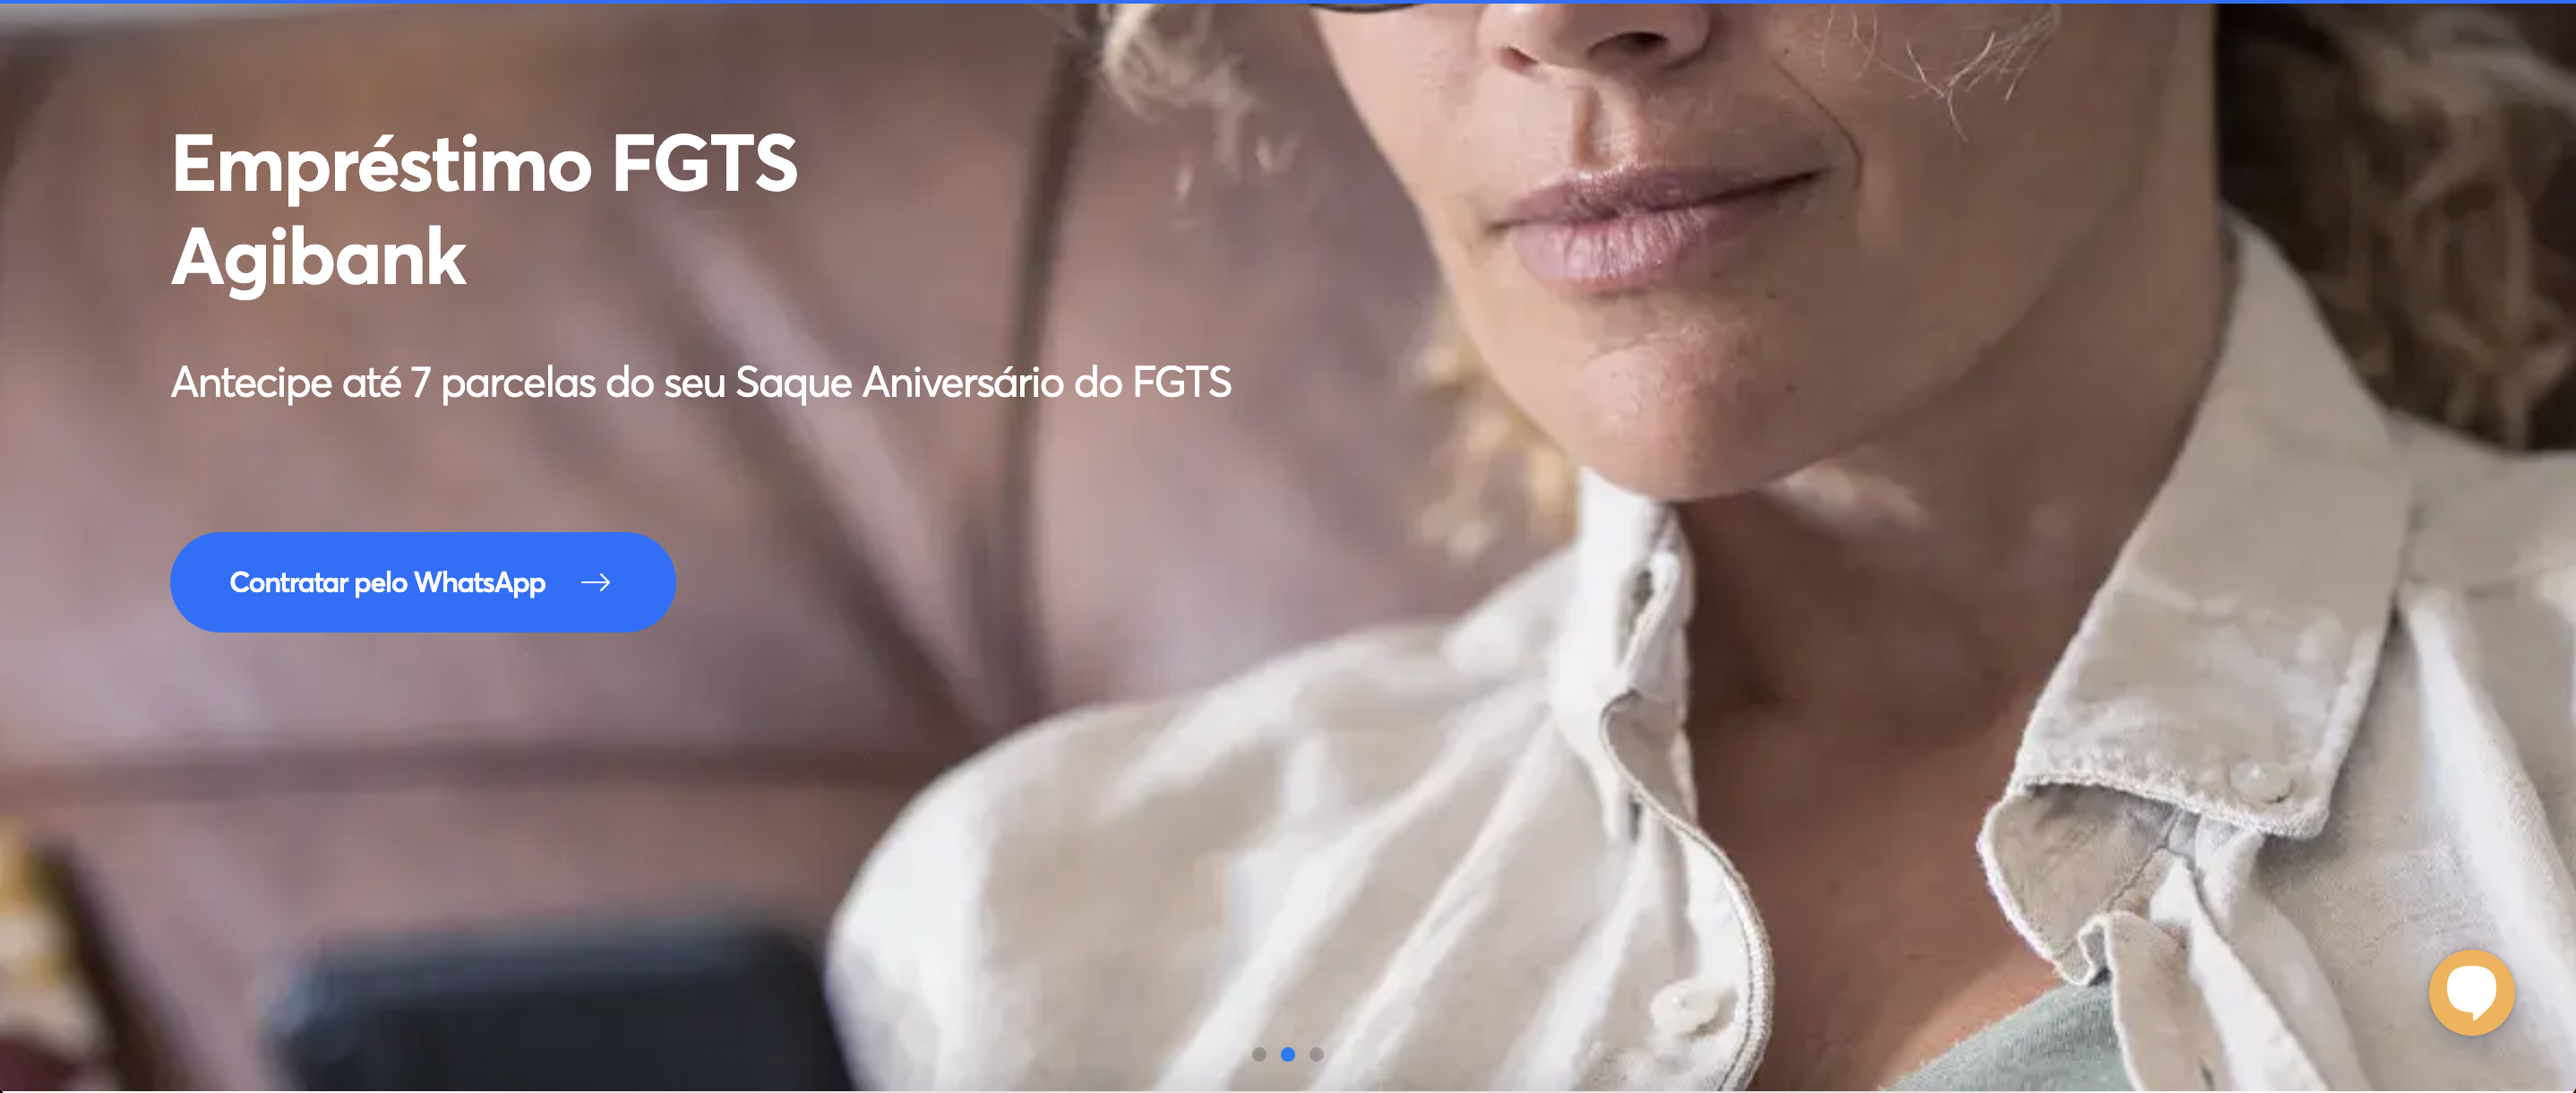 Empréstimo FGTS
Agibank
Antecipe até 7 parcelas do seu Saque Aniversário do FGTS
Contratar pelo WhatsApp